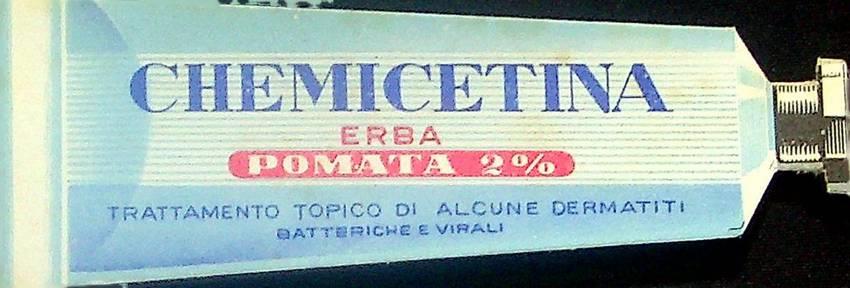 CHEMICETINA
ERBA
POMATA 2%
TRATTAMENTO TOPICO DI ALCUNE DERMATITI
BATTERICHE E VIRALI